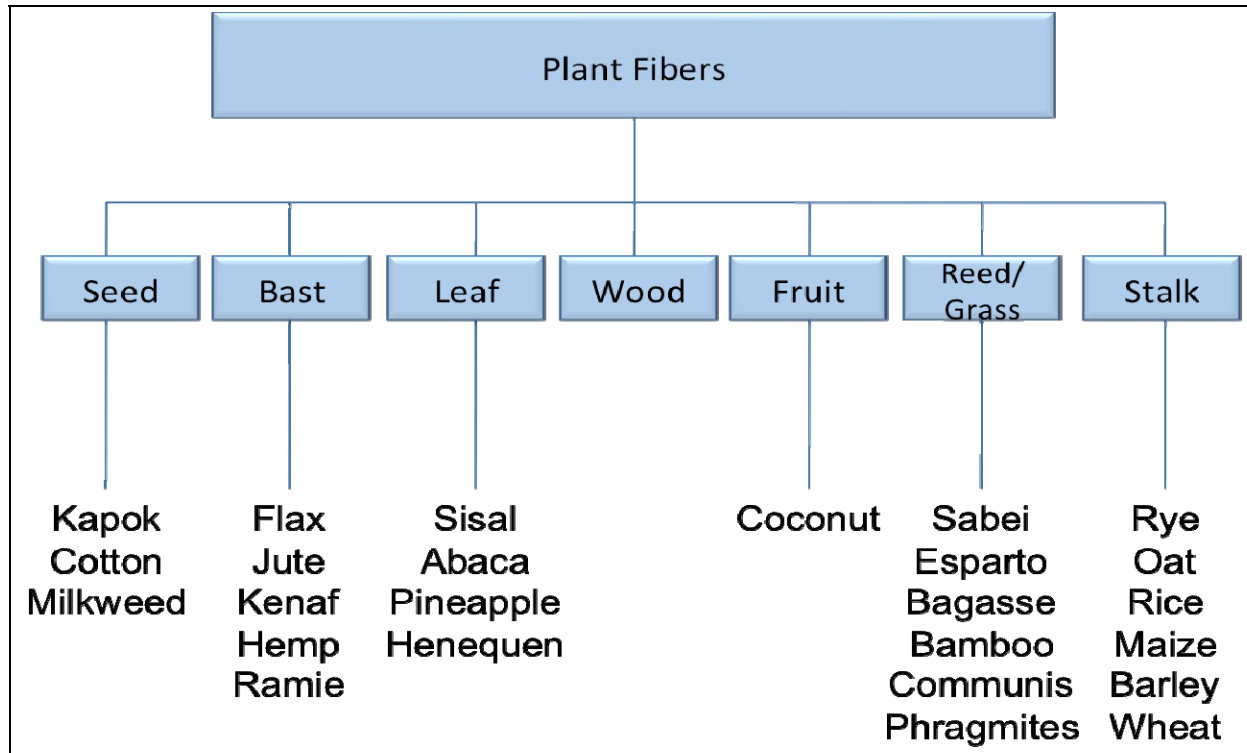 Plant Fibers
Seed
Bast
Leaf
Wood
Fruit
Reed/
Grass
Stalk
Kapok
Cotton
Milkweed
Flax
Jute
Kenaf
Hemp
Ramie
Sisal
Abaca
Pineapple
Henequen
Coconut
Sabei
Esparto
Bagasse
Bamboo
Communis
Phragmites
Rye
Oat
Rice
Maize
Barley
Wheat